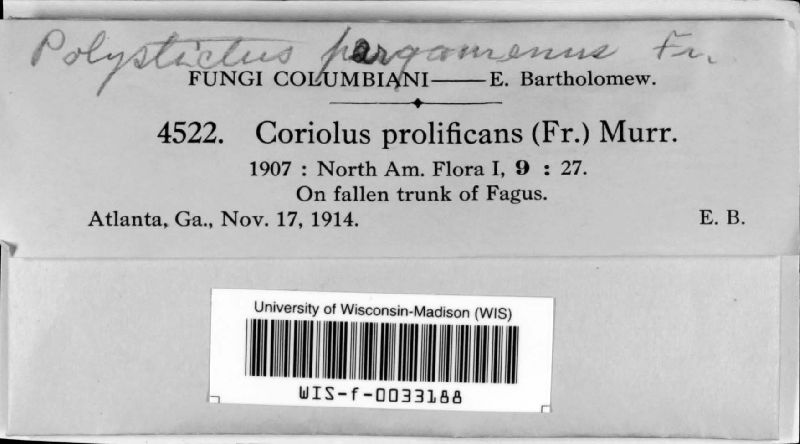 Polystictus pargamenus Fr.
FUNGI COLUMBIANI——E. Bartholomew.
4522. Coriolus prolificans (Fr.) Murr.
1907 : North Am. Flora I, 9 : 27.
On fallen trunk of Fagus.
Atlanta, Ga., Nov. 17, 1914. E. B.
University of Wisconsin-Madison (WIS)
WIS-f-0033188